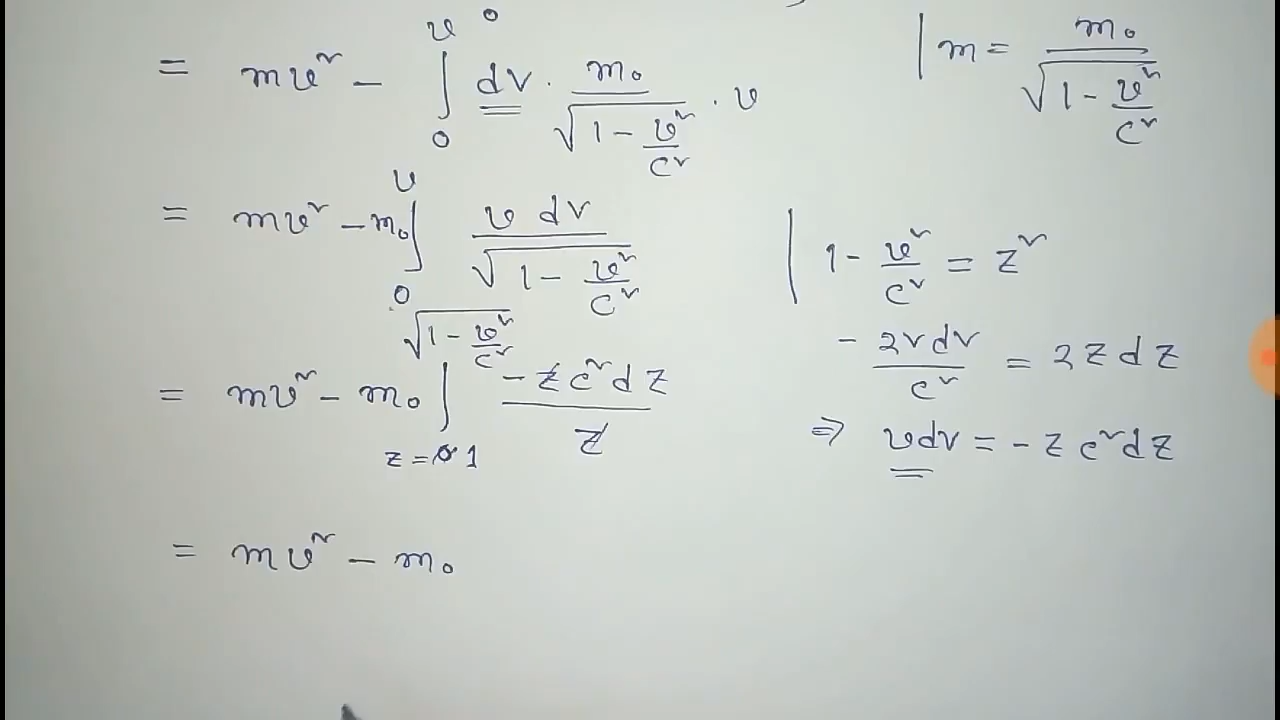 = mv² - ∫₀^v dv · m₀/√(1 - v²/c²) · v
| m = m₀/√(1 - v²/c²)
= mv² - m₀ ∫₀^v v dv/√(1 - v²/c²)
| 1 - v²/c² = z²
- 2vdv/c² = 2zdz
= mv² - m₀ ∫_{z=1}^{√(1 - v²/c²)} -zc²dz/z
⇒ vdv = -zc²dz
= mv² - m₀